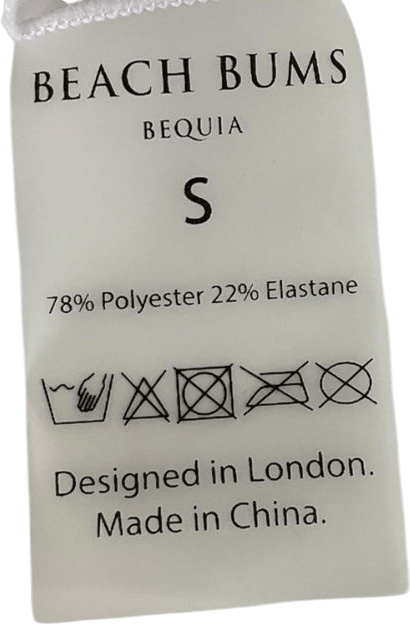 BEACH BUMS
BEQUIA
S
78% Polyester 22% Elastane
Designed in London.
Made in China.